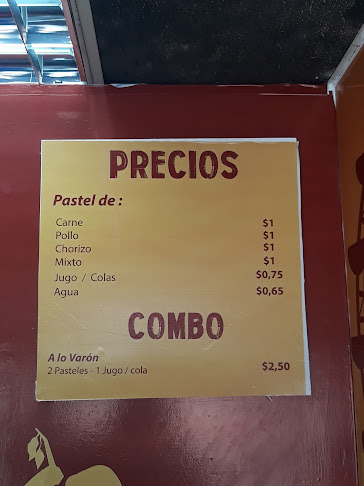 PRECIOS
Pastel de :
Carne $1
Pollo $1
Chorizo $1
Mixto $1
Jugo / Colas $0,75
Agua $0,65
COMBO
A lo Varón
2 Pasteles - 1 Jugo / cola $2,50